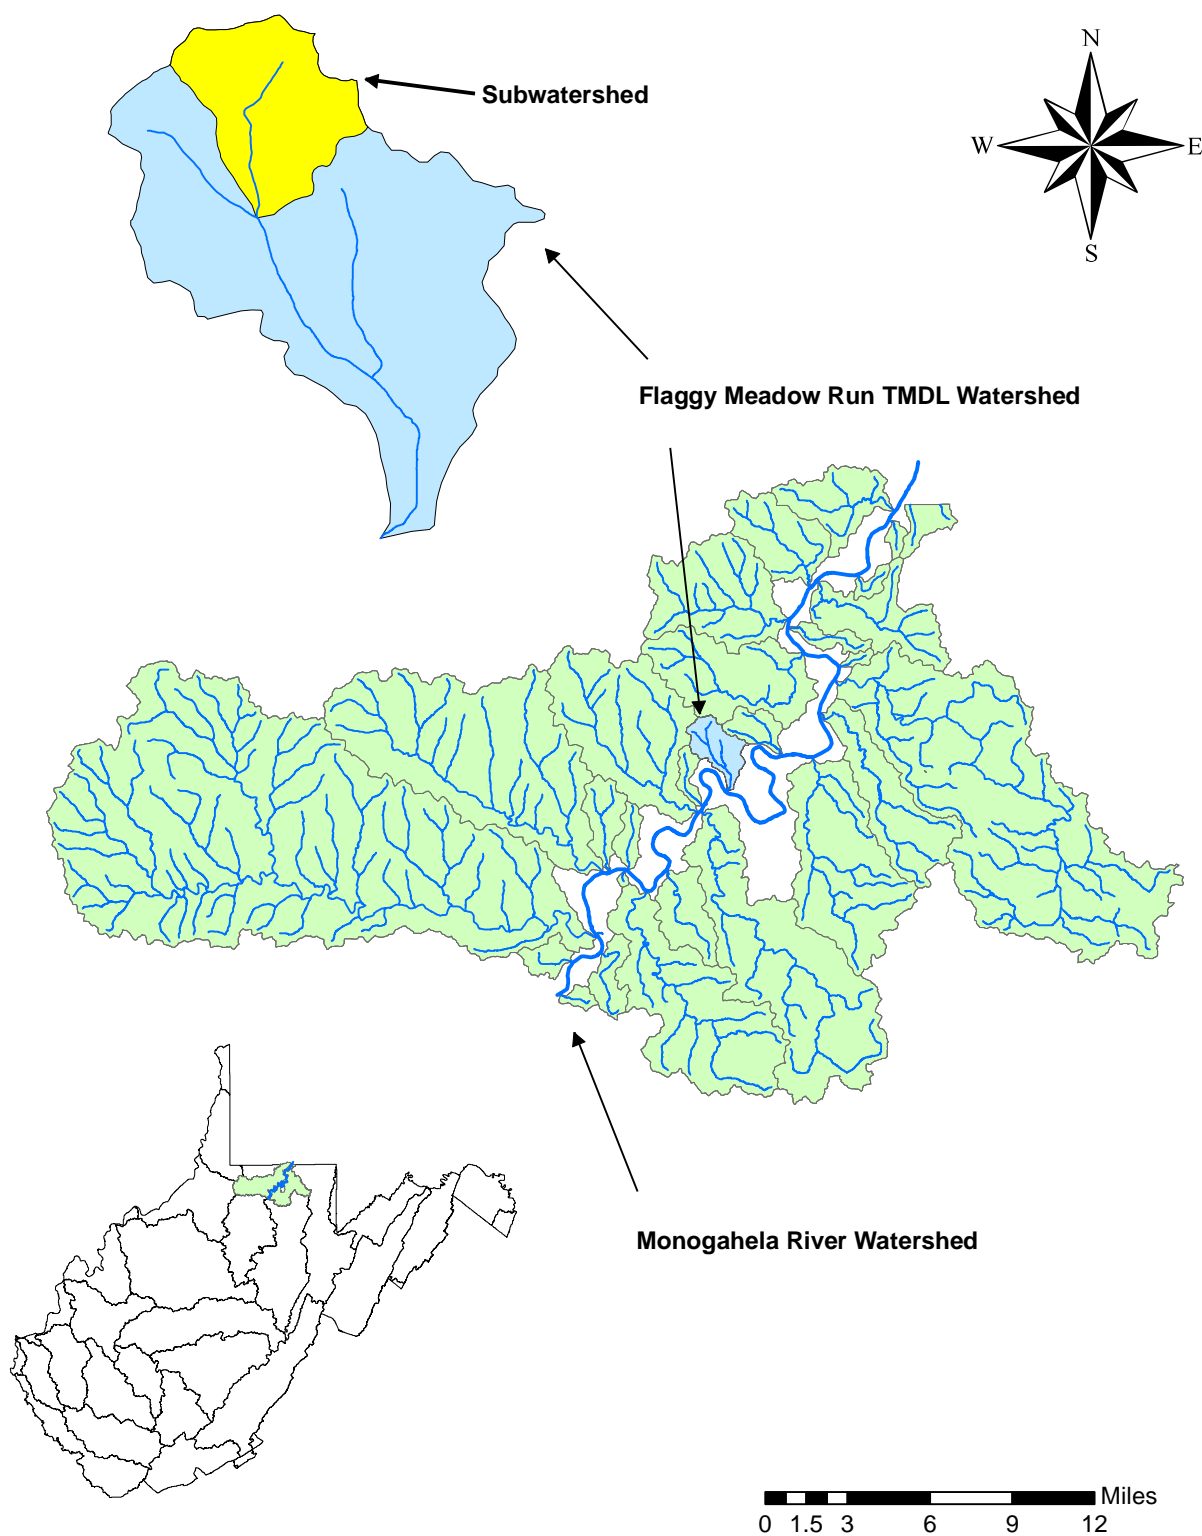 N
Subwatershed
W
E
S
Flaggy Meadow Run TMDL Watershed
Monogahela River Watershed
Miles
0 1.5 3 6 9 12